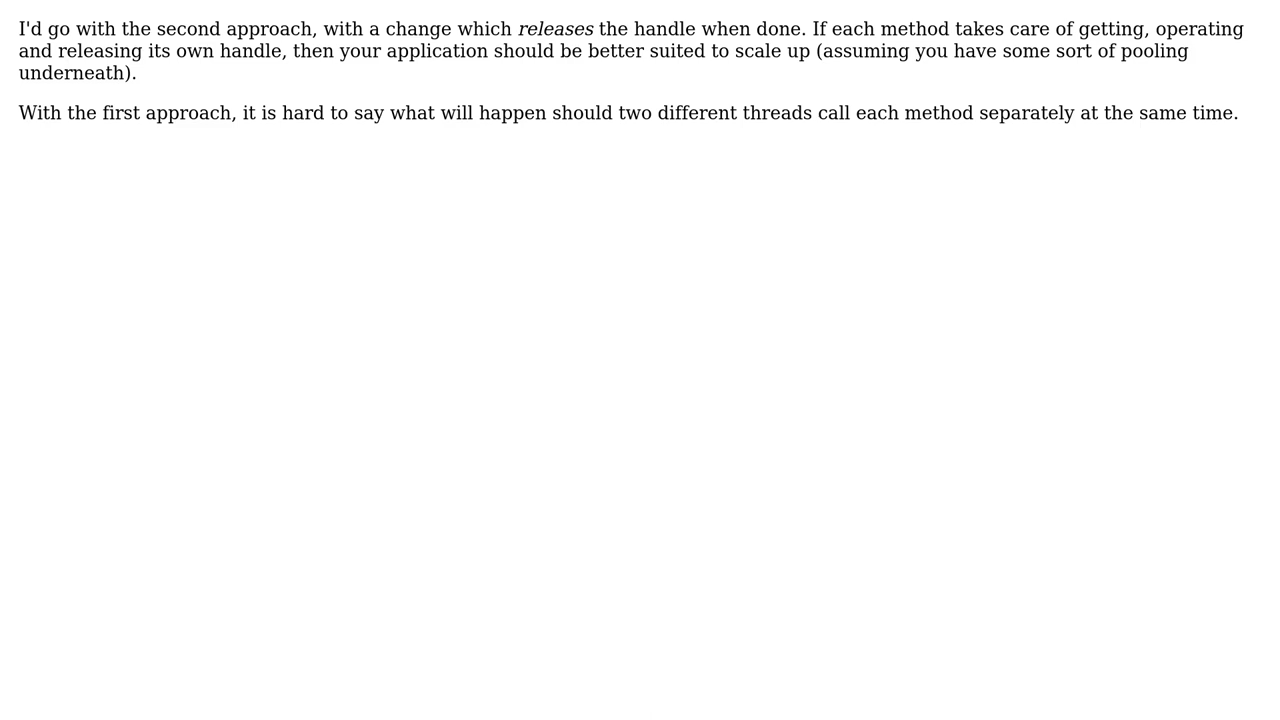 I'd go with the second approach, with a change which releases the handle when done. If each method takes care of getting, operating
and releasing its own handle, then your application should be better suited to scale up (assuming you have some sort of pooling
underneath).
With the first approach, it is hard to say what will happen should two different threads call each method separately at the same time.